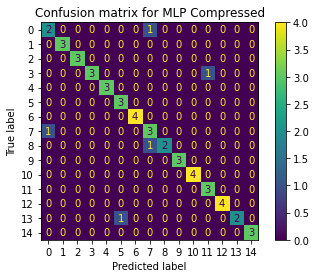 Confusion matrix for MLP Compressed
True label
0 2 0 0 0 0 0 0 1 0 0 0 0 0 0 0
1 0 3 0 0 0 0 0 0 0 0 0 0 0 0 0
2 0 0 3 0 0 0 0 0 0 0 0 0 0 0 0
3 0 0 0 3 0 0 0 0 0 0 0 1 0 0 0
4 0 0 0 0 3 0 0 0 0 0 0 0 0 0 0
5 0 0 0 0 0 3 0 0 0 0 0 0 0 0 0
6 0 0 0 0 0 0 4 0 0 0 0 0 0 0 0
7 1 0 0 0 0 0 0 3 0 0 0 0 0 0 0
8 0 0 0 0 0 0 0 1 2 0 0 0 0 0 0
9 0 0 0 0 0 0 0 0 0 3 0 0 0 0 0
10 0 0 0 0 0 0 0 0 0 0 4 0 0 0 0
11 0 0 0 0 0 0 0 0 0 0 0 3 0 0 0
12 0 0 0 0 0 0 0 0 0 0 0 0 4 0 0
13 0 0 0 0 0 1 0 0 0 0 0 0 0 2 0
14 0 0 0 0 0 0 0 0 0 0 0 0 0 0 3
0 1 2 3 4 5 6 7 8 9 10 11 12 13 14
Predicted label
4.0
3.5
3.0
2.5
2.0
1.5
1.0
0.5
0.0